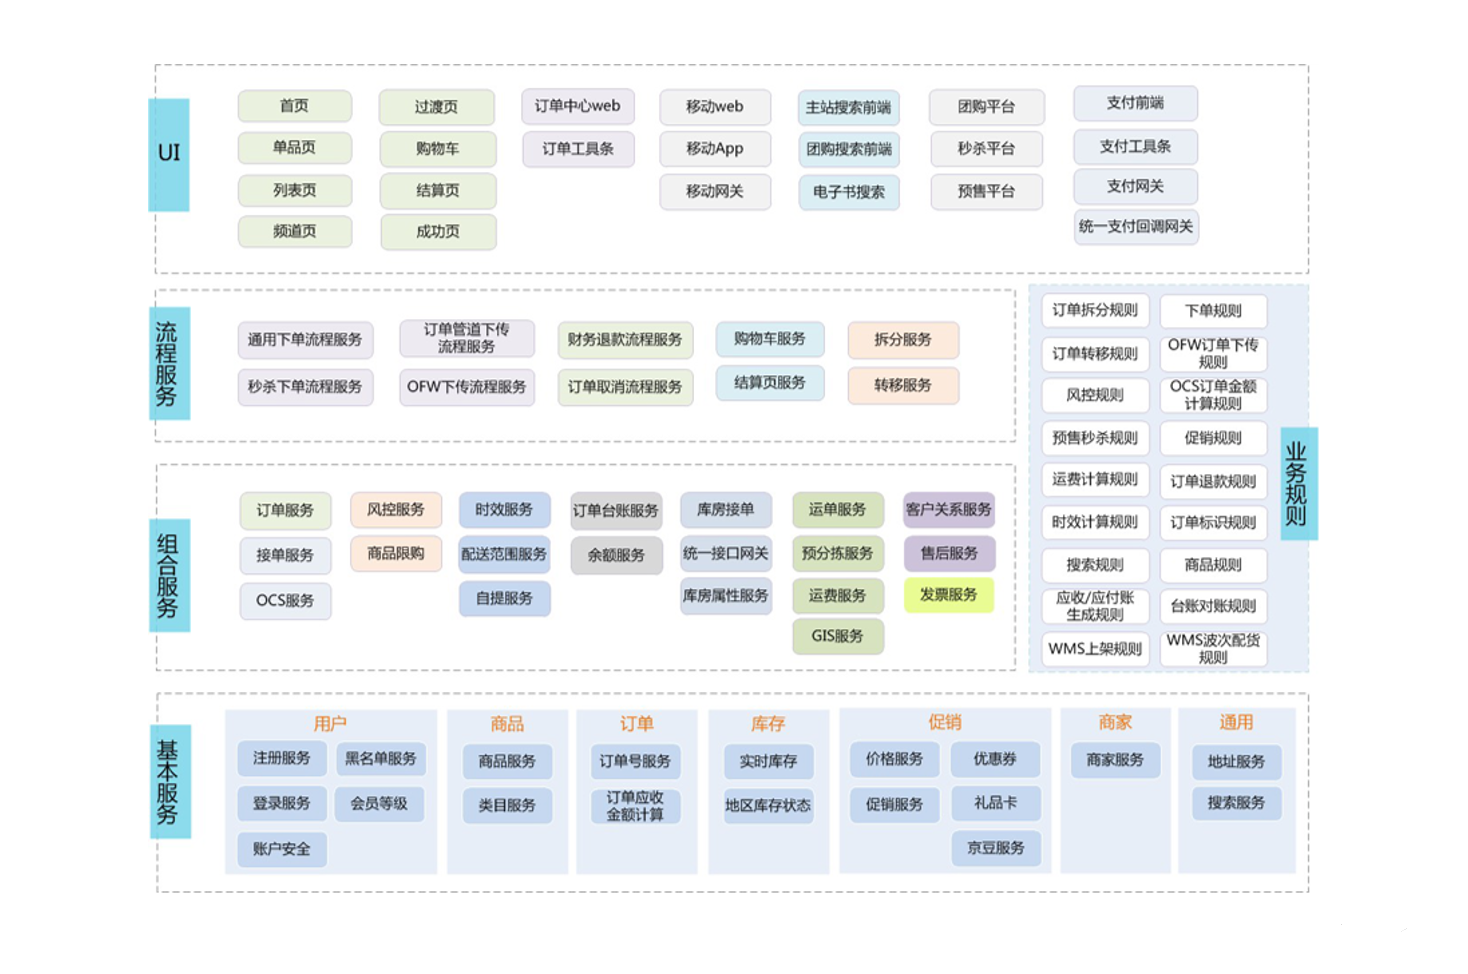 UI
首页
单品页
列表页
频道页
过渡页
购物车
结算页
成功页
订单中心web
订单工具条
移动web
移动App
移动网关
主站搜索前端
团购搜索前端
电子书搜索
团购平台
秒杀平台
预售平台
支付前端
支付工具条
支付网关
统一支付回调网关
流程服务
通用下单流程服务
秒杀下单流程服务
订单管道下传
流程服务
OFW下传流程服务
财务退款流程服务
订单取消流程服务
购物车服务
结算页服务
拆分服务
转移服务
组合服务
订单服务
接单服务
OCS服务
风控服务
商品限购
时效服务
配送范围服务
自提服务
订单台账服务
余额服务
库房接单
统一接口网关
库房属性服务
运单服务
预分拣服务
运费服务
GIS服务
客户关系服务
售后服务
发票服务
业务规则
订单拆分规则
下单规则
订单转移规则
OFW订单下传
规则
风控规则
OCS订单金额
计算规则
预售秒杀规则
促销规则
运费计算规则
订单退款规则
时效计算规则
订单标识规则
搜索规则
商品规则
应收/应付账
生成规则
台账对账规则
WMS上架规则
WMS波次配货
规则
基本服务
用户
注册服务
黑名单服务
登录服务
会员等级
账户安全
商品
商品服务
类目服务
订单
订单号服务
订单应收
金额计算
库存
实时库存
地区库存状态
促销
价格服务
优惠券
促销服务
礼品卡
京豆服务
商家
商家服务
通用
地址服务
搜索服务